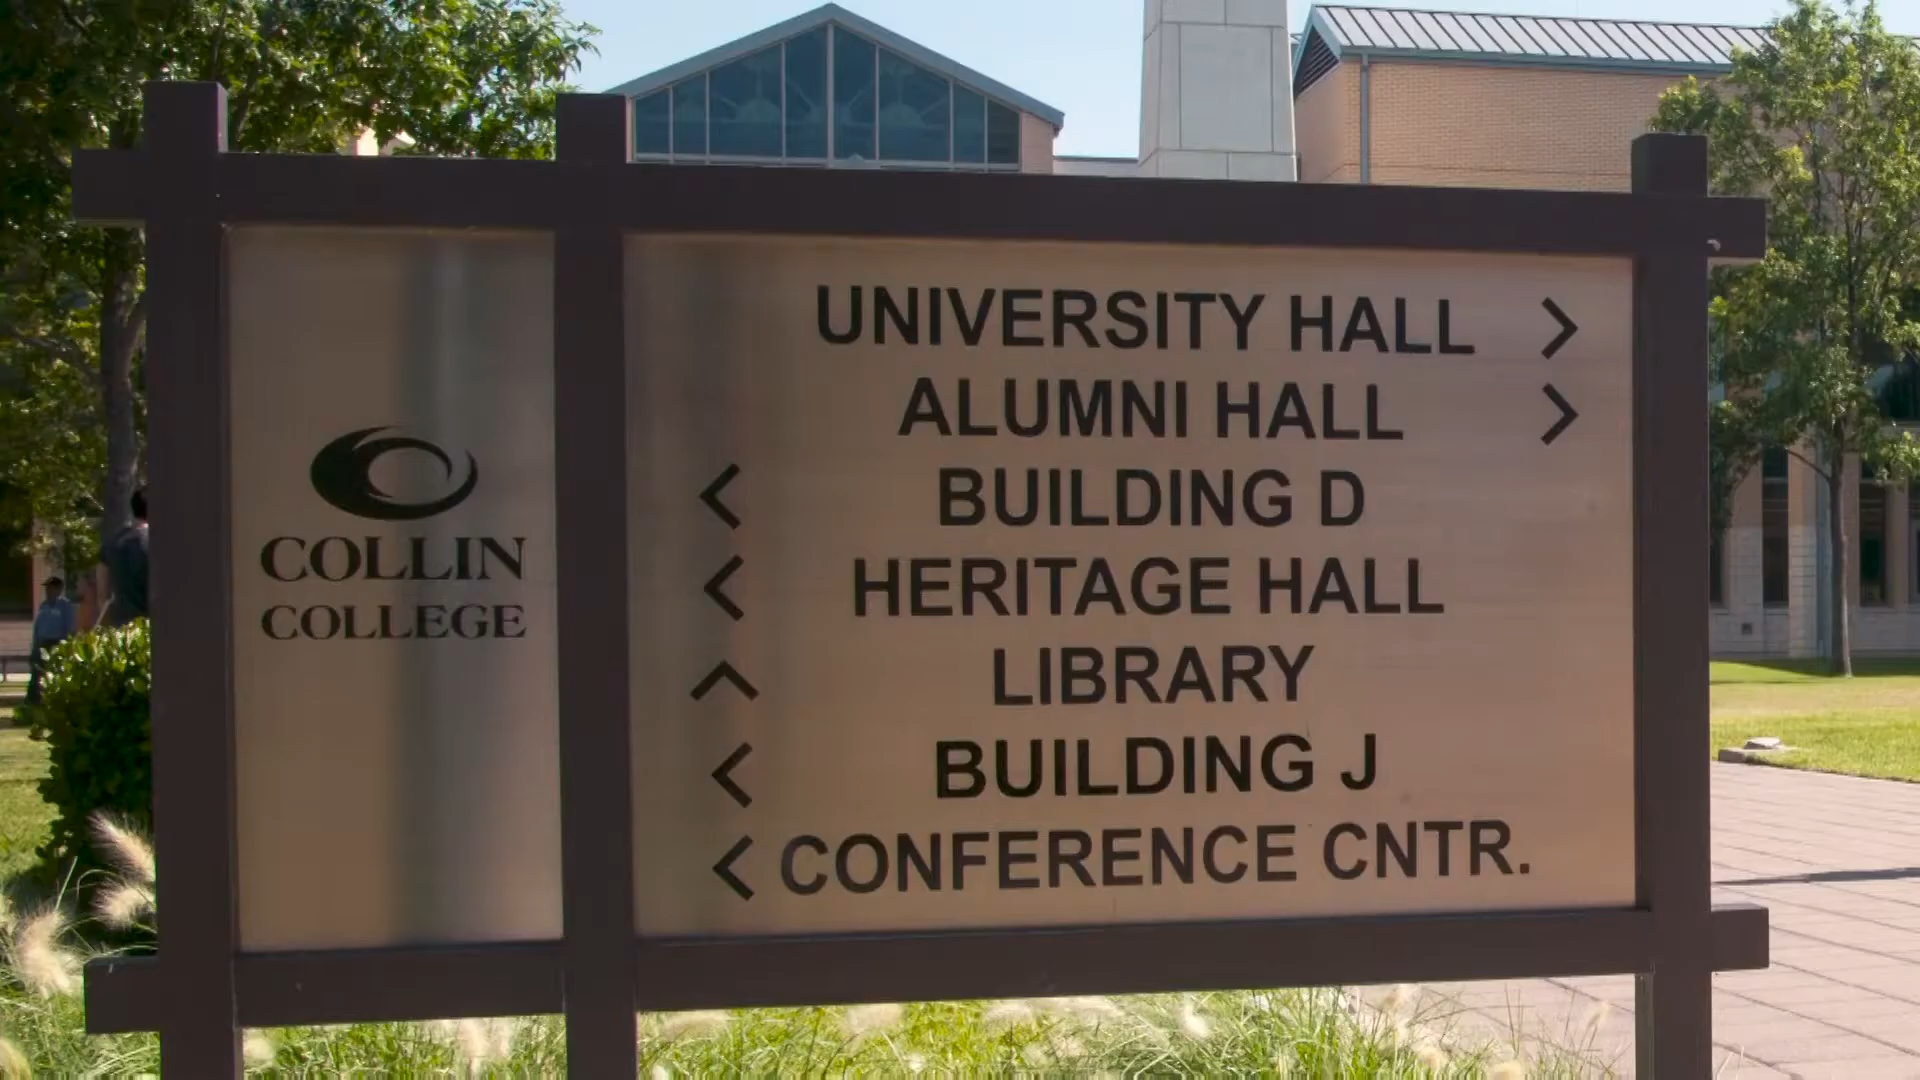 COLLIN
COLLEGE
UNIVERSITY HALL >
ALUMNI HALL >
< BUILDING D
< HERITAGE HALL
^ LIBRARY
< BUILDING J
< CONFERENCE CNTR.